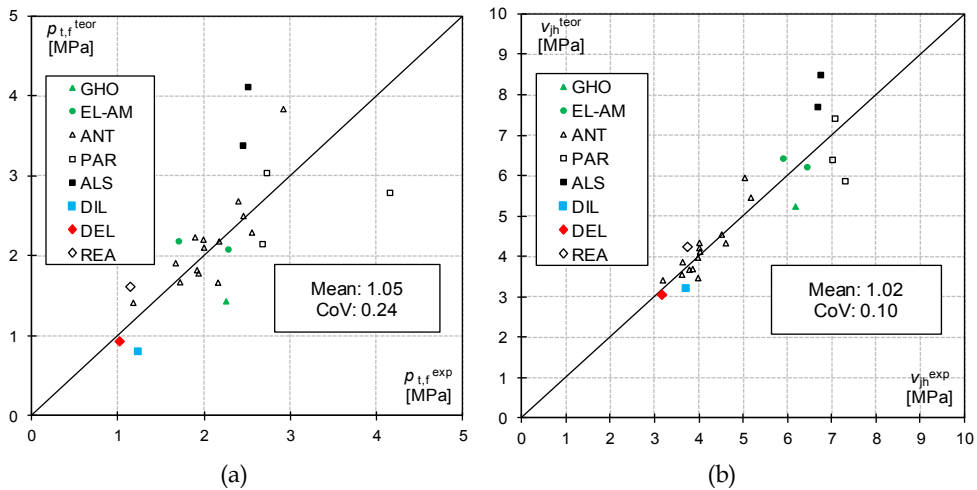 5
p t,f teor
[MPa]
4
3
2
1
0
GHO
EL-AM
ANT
PAR
ALS
DIL
DEL
REA
Mean: 1.05
CoV: 0.24
p t,f exp
[MPa]
0 1 2 3 4 5
(a)
10
vjh teor
[MPa]
9
8
7
6
5
4
3
2
1
0
GHO
EL-AM
ANT
PAR
ALS
DIL
DEL
REA
Mean: 1.02
CoV: 0.10
vjh exp
[MPa]
0 1 2 3 4 5 6 7 8 9 10
(b)